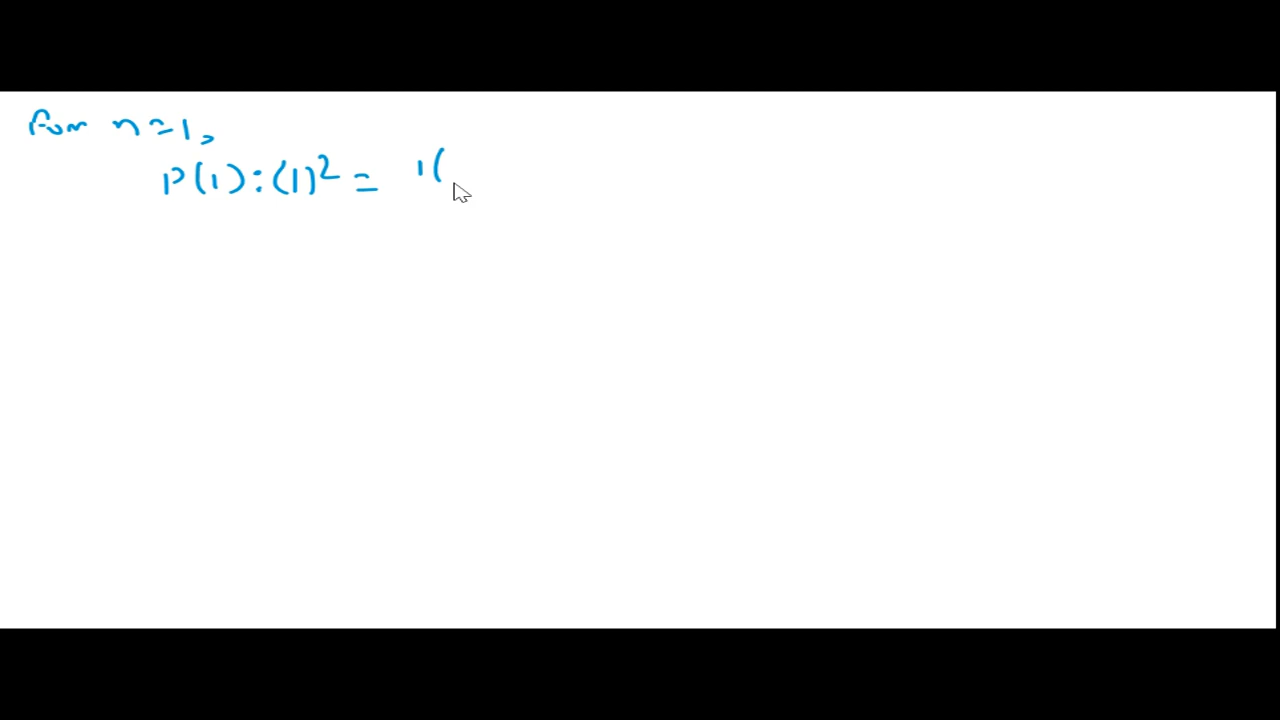 For n=1,
P(1):(1)² = 1(